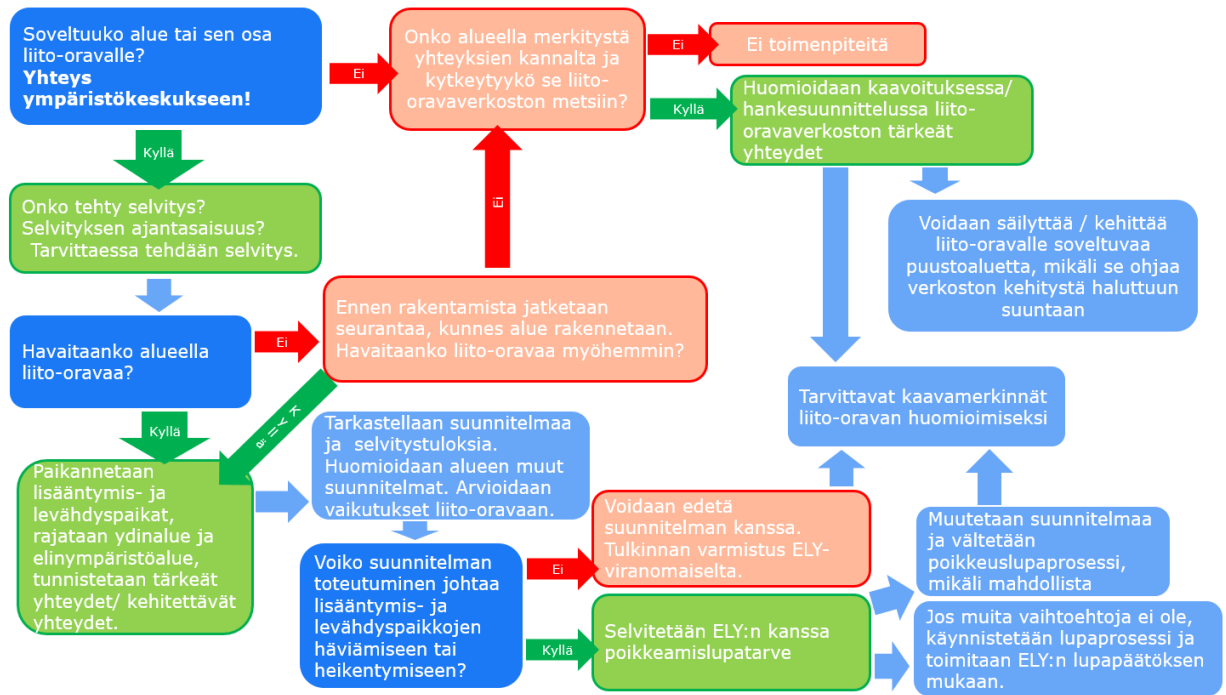 Soveltuuko alue tai sen osa
liito-oravalle?
Yhteys
ympäristökeskukseen!
Ei
Onko alueella merkitystä
yhteyksien kannalta ja
kytkeytyykö se liito-
oravaverkoston metsiin?
Ei
Ei toimenpiteitä
Kyllä
Huomioidaan kaavoituksessa/
hankesuunnittelussa liito-
oravaverkoston tärkeät
yhteydet
Kyllä
Onko tehty selvitys?
Selvityksen ajantasaisuus?
Tarvittaessa tehdään selvitys.
Ei
Voidaan säilyttää / kehittää
liito-oravalle soveltuvaa
puustoaluetta, mikäli se ohjaa
verkoston kehitystä haluttuun
suuntaan
Havaitaanko alueella
liito-oravaa?
Ei
Ennen rakentamista jatketaan
seurantaa, kunnes alue rakennetaan.
Havaitaanko liito-oravaa myöhemmin?
Kyllä
Kyllä
Tarvittavat kaavamerkinnät
liito-oravan huomioimiseksi
Paikannetaan
lisääntymis- ja
levähdyspaikat,
rajataan ydinalue ja
elinympäristöalue,
tunnistetaan tärkeät
yhteydet/ kehitettävät
yhteydet.
Tarkastellaan suunnitelmaa
ja selvitystuloksia.
Huomioidaan alueen muut
suunnitelmat. Arvioidaan
vaikutukset liito-oravaan.
Voiko suunnitelman
toteutuminen johtaa
lisääntymis- ja
levähdyspaikkojen
häviämiseen tai
heikentymiseen?
Ei
Voidaan edetä
suunnitelman kanssa.
Tulkinnan varmistus ELY-
viranomaiselta.
Kyllä
Selvitetään ELY:n kanssa
poikkeamislupatarve
Muutetaan suunnitelmaa
ja vältetään
poikkeuslupaprosessi,
mikäli mahdollista
Jos muita vaihtoehtoja ei ole,
käynnistetään lupaprosessi ja
toimitaan ELY:n lupapäätöksen
mukaan.